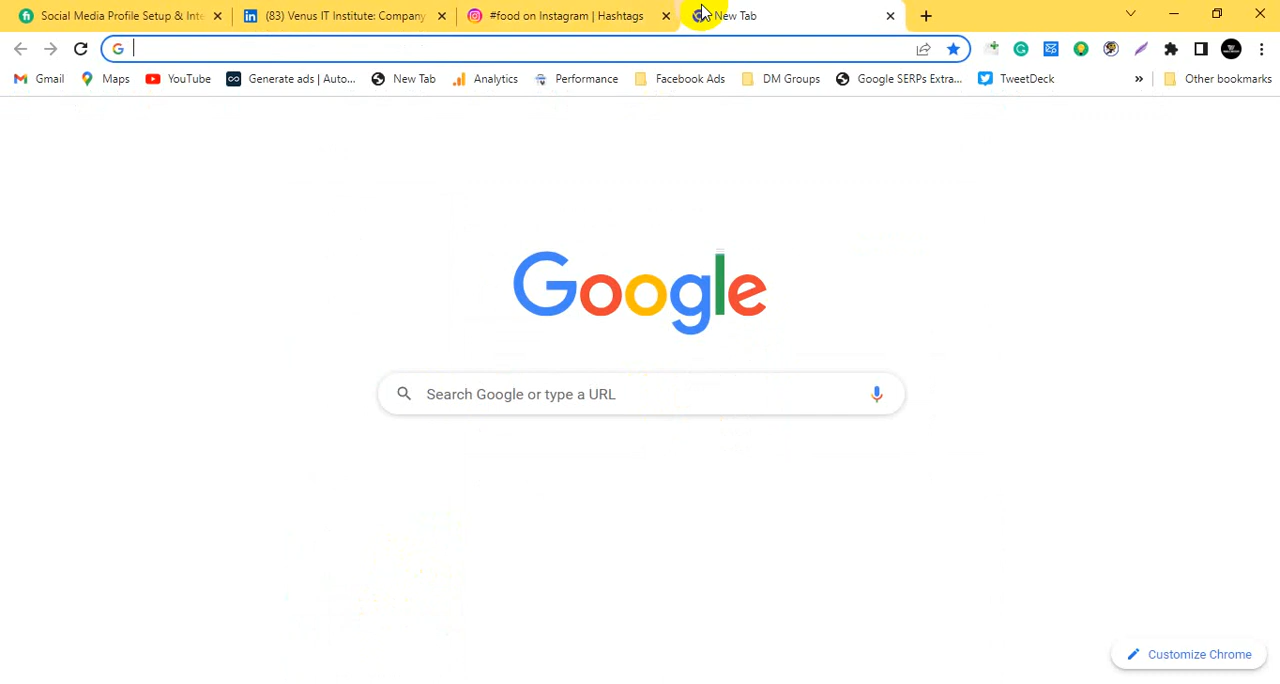 Social Media Profile Setup & Inte
(83) Venus IT Institute: Company
#food on Instagram | Hashtags
New Tab
Gmail
Maps
YouTube
Generate ads | Auto...
New Tab
Analytics
Performance
Facebook Ads
DM Groups
Google SERPs Extra...
TweetDeck
»
Other bookmarks
Google
Search Google or type a URL
Customize Chrome